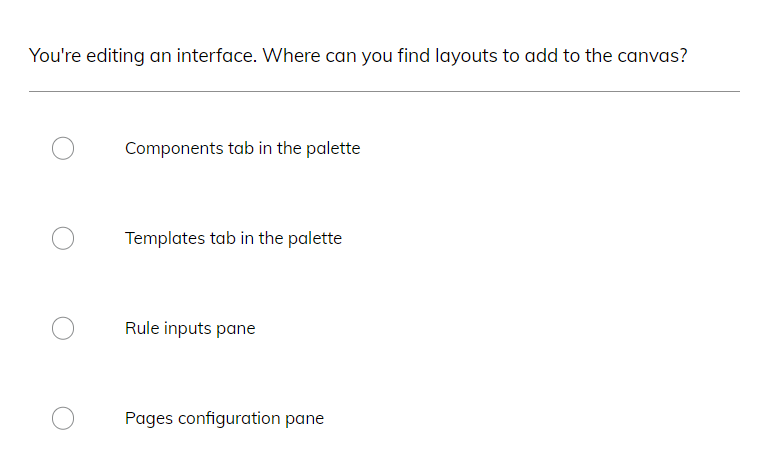 You're editing an interface. Where can you find layouts to add to the canvas?
Components tab in the palette
Templates tab in the palette
Rule inputs pane
Pages configuration pane